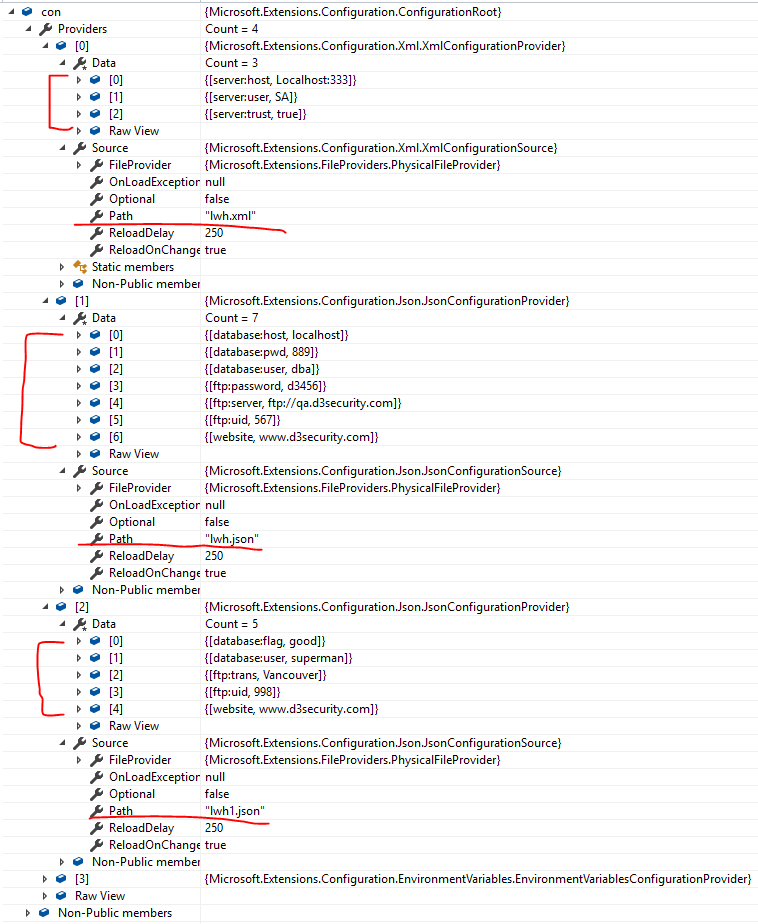 con {Microsoft.Extensions.Configuration.ConfigurationRoot}
Providers Count = 4
[0] {Microsoft.Extensions.Configuration.Xml.XmlConfigurationProvider}
Data Count = 3
[0] {[server:host, Localhost:333]}
[1] {[server:user, SA]}
[2] {[server:trust, true]}
Raw View
Source {Microsoft.Extensions.Configuration.Xml.XmlConfigurationSource}
FileProvider {Microsoft.Extensions.FileProviders.PhysicalFileProvider}
OnLoadException null
Optional false
Path "lwh.xml"
ReloadDelay 250
ReloadOnChange true
Static members
Non-Public member
[1] {Microsoft.Extensions.Configuration.Json.JsonConfigurationProvider}
Data Count = 7
[0] {[database:host, localhost]}
[1] {[database:pwd, 889]}
[2] {[database:user, dba]}
[3] {[ftp:password, d3456]}
[4] {[ftp:server, ftp://qa.d3security.com]}
[5] {[ftp:uid, 567]}
[6] {[website, www.d3security.com]}
Raw View
Source {Microsoft.Extensions.Configuration.Json.JsonConfigurationSource}
FileProvider {Microsoft.Extensions.FileProviders.PhysicalFileProvider}
OnLoadException null
Optional false
Path "lwh.json"
ReloadDelay 250
ReloadOnChange true
Non-Public member
[2] {Microsoft.Extensions.Configuration.Json.JsonConfigurationProvider}
Data Count = 5
[0] {[database:flag, good]}
[1] {[database:user, superman]}
[2] {[ftp:trans, Vancouver]}
[3] {[ftp:uid, 998]}
[4] {[website, www.d3security.com]}
Raw View
Source {Microsoft.Extensions.Configuration.Json.JsonConfigurationSource}
FileProvider {Microsoft.Extensions.FileProviders.PhysicalFileProvider}
OnLoadException null
Optional false
Path "lwh1.json"
ReloadDelay 250
ReloadOnChange true
Non-Public member
[3] {Microsoft.Extensions.Configuration.EnvironmentVariables.EnvironmentVariablesConfigurationProvider}
Raw View
Non-Public members